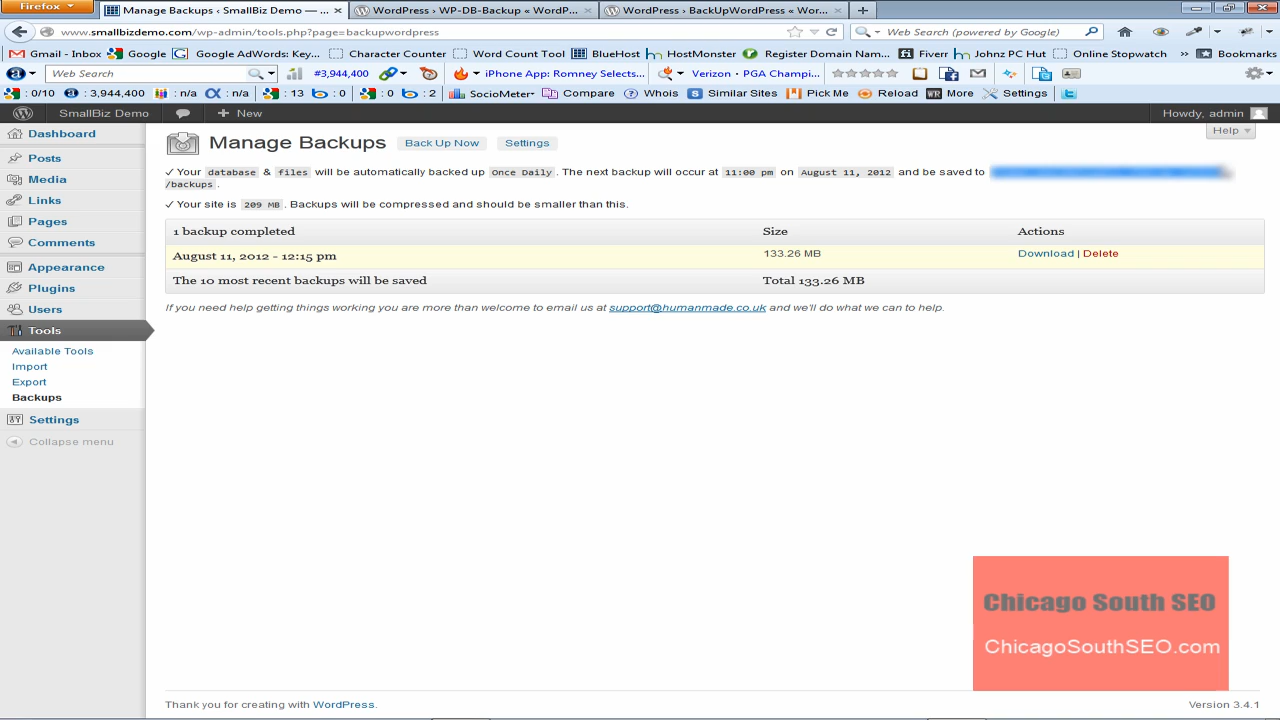 Firefox
Manage Backups ‹ SmallBiz Demo — ... ×
WordPress › WP-DB-Backup « WordP... ×
WordPress › BackUpWordPress « Wor... ×
www.smallbizdemo.com/wp-admin/tools.php?page=backupwordpress
Web Search (powered by Google)
Gmail - Inbox Google Google AdWords: Key... Character Counter Word Count Tool BlueHost HostMonster Register Domain Nam... Fiverr Johnz PC Hut Online Stopwatch » Bookmarks
Web Search #3,944,400 iPhone App: Romney Selects... Verizon · PGA Champi...
: 0/10 : 3,944,400 : n/a : n/a : 13 : 0 : 0 : 2 SocioMeter Compare Whois Similar Sites Pick Me Reload More Settings
SmallBiz Demo + New Howdy, admin
Help
Dashboard
Posts
Media
Links
Pages
Comments
Appearance
Plugins
Users
Tools
Available Tools
Import
Export
Backups
Settings
Collapse menu
Manage Backups Back Up Now Settings
✓ Your database & files will be automatically backed up Once Daily . The next backup will occur at 11:00 pm on August 11, 2012 and be saved to
/backups .
✓ Your site is 209 MB . Backups will be compressed and should be smaller than this.
1 backup completed Size Actions
August 11, 2012 - 12:15 pm 133.26 MB Download | Delete
The 10 most recent backups will be saved Total 133.26 MB
If you need help getting things working you are more than welcome to email us at support@humanmade.co.uk and we'll do what we can to help.
Chicago South SEO
ChicagoSouthSEO.com
Thank you for creating with WordPress.
Version 3.4.1